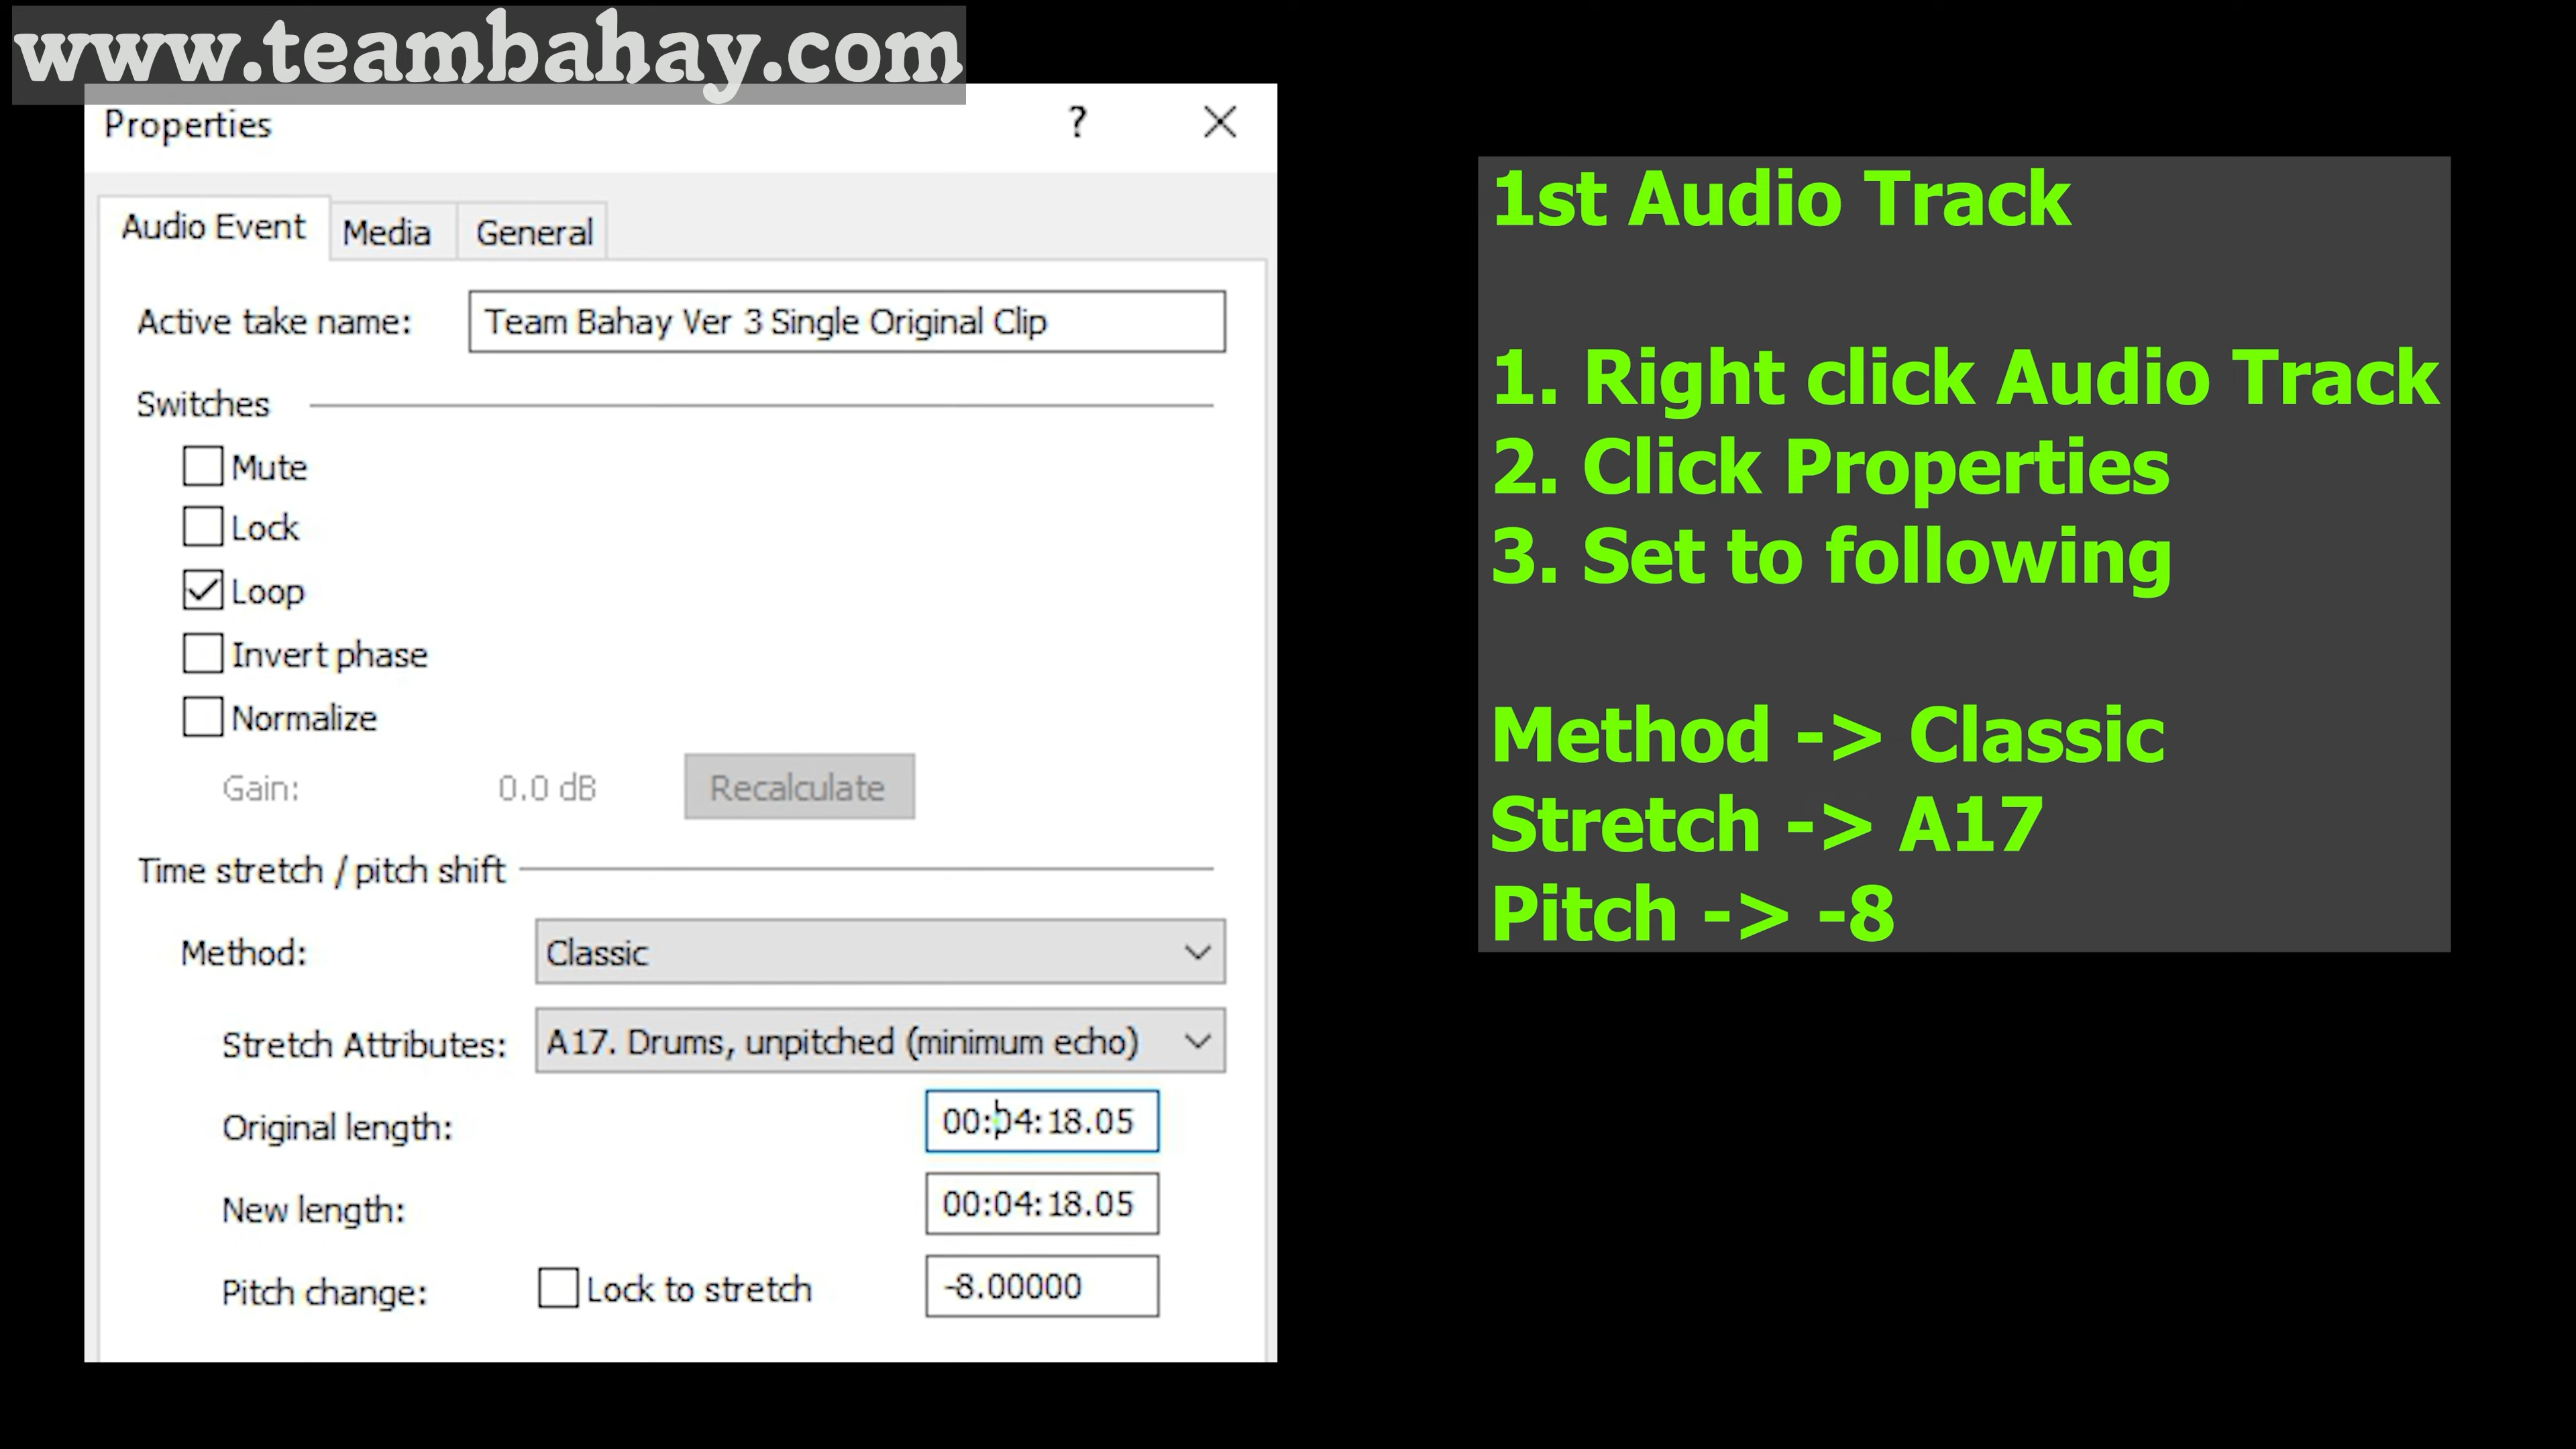 www.teambahay.com
Properties
?
Audio Event Media General
Active take name: Team Bahay Ver 3 Single Original Clip
Switches
Mute
Lock
Loop
Invert phase
Normalize
Gain: 0.0 dB Recalculate
Time stretch / pitch shift
Method: Classic
Stretch Attributes: A17. Drums, unpitched (minimum echo)
Original length: 00:04:18.05
New length: 00:04:18.05
Pitch change: Lock to stretch -8.00000
1st Audio Track
1. Right click Audio Track
2. Click Properties
3. Set to following
Method -> Classic
Stretch -> A17
Pitch -> -8